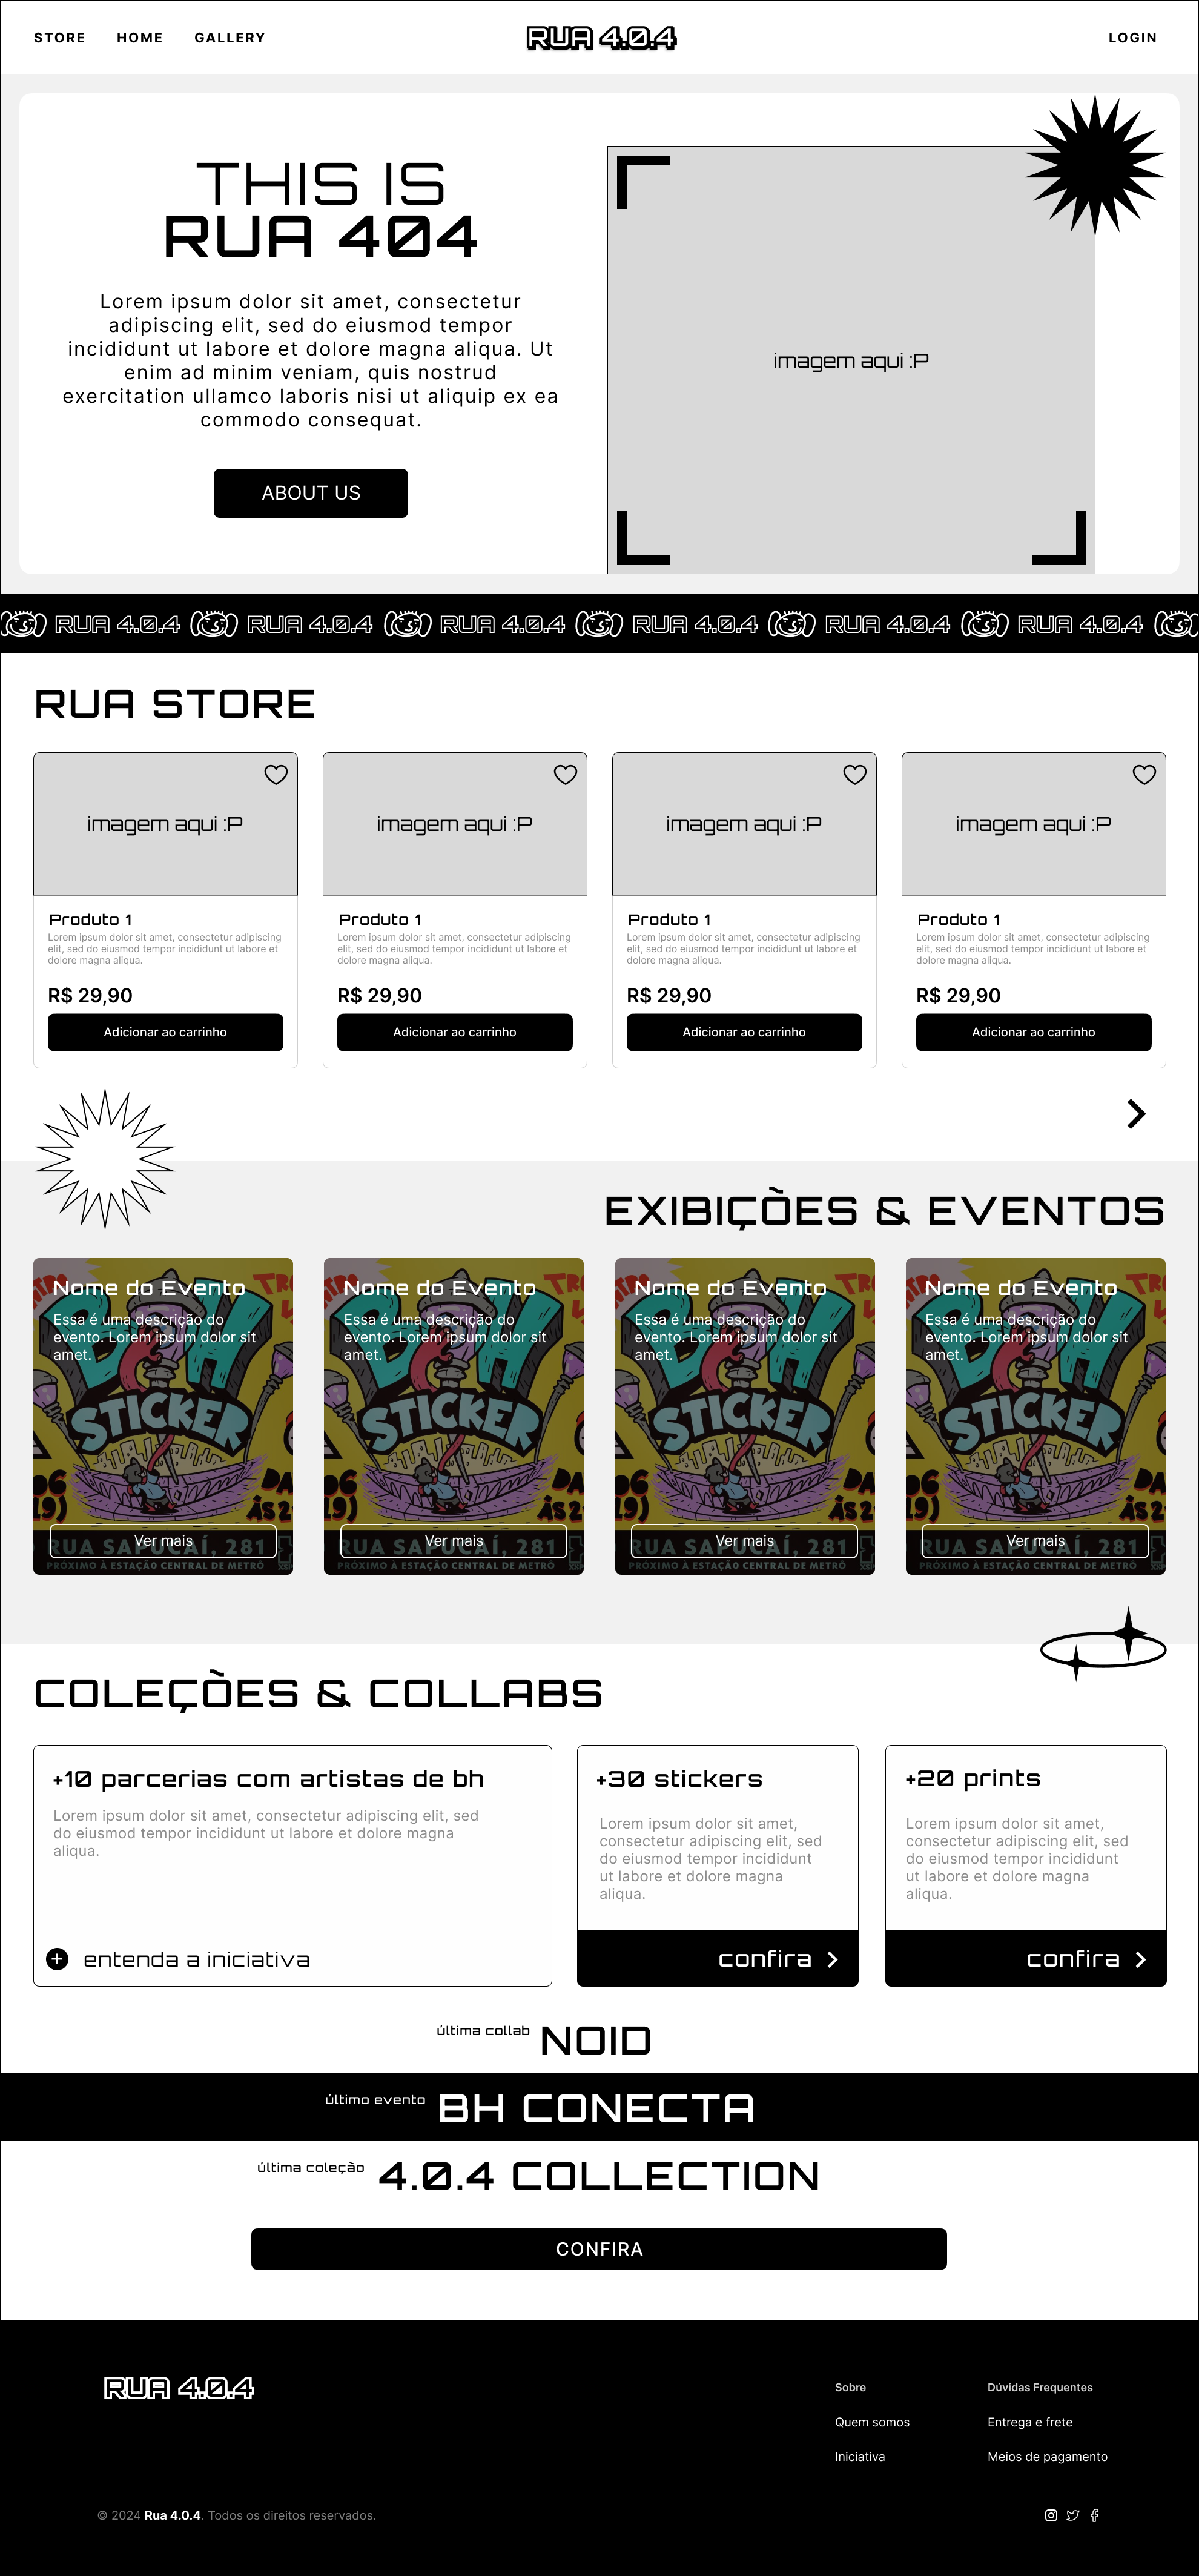 STORE HOME GALLERY RUA 4.0.4 LOGIN
THIS IS
RUA 404
Lorem ipsum dolor sit amet, consectetur
adipiscing elit, sed do eiusmod tempor
incididunt ut labore et dolore magna aliqua. Ut
enim ad minim veniam, quis nostrud
exercitation ullamco laboris nisi ut aliquip ex ea
commodo consequat.
ABOUT US
imagem aqui :P
RUA 4.0.4 RUA 4.0.4 RUA 4.0.4 RUA 4.0.4 RUA 4.0.4 RUA 4.0.4
RUA STORE
imagem aqui :P
Produto 1
Lorem ipsum dolor sit amet, consectetur adipiscing
elit, sed do eiusmod tempor incididunt ut labore et
dolore magna aliqua.
R$ 29,90
Adicionar ao carrinho
imagem aqui :P
Produto 1
Lorem ipsum dolor sit amet, consectetur adipiscing
elit, sed do eiusmod tempor incididunt ut labore et
dolore magna aliqua.
R$ 29,90
Adicionar ao carrinho
imagem aqui :P
Produto 1
Lorem ipsum dolor sit amet, consectetur adipiscing
elit, sed do eiusmod tempor incididunt ut labore et
dolore magna aliqua.
R$ 29,90
Adicionar ao carrinho
imagem aqui :P
Produto 1
Lorem ipsum dolor sit amet, consectetur adipiscing
elit, sed do eiusmod tempor incididunt ut labore et
dolore magna aliqua.
R$ 29,90
Adicionar ao carrinho
EXIBIÇÕES & EVENTOS
Nome do Evento
Essa é uma descrição do
evento. Lorem ipsum dolor sit
amet.
STICKER
Ver mais
RUA SAPUCAÍ, 281
PRÓXIMO À ESTAÇÃO CENTRAL DE METRÔ
Nome do Evento
Essa é uma descrição do
evento. Lorem ipsum dolor sit
amet.
STICKER
Ver mais
RUA SAPUCAÍ, 281
PRÓXIMO À ESTAÇÃO CENTRAL DE METRÔ
Nome do Evento
Essa é uma descrição do
evento. Lorem ipsum dolor sit
amet.
STICKER
Ver mais
RUA SAPUCAÍ, 281
PRÓXIMO À ESTAÇÃO CENTRAL DE METRÔ
Nome do Evento
Essa é uma descrição do
evento. Lorem ipsum dolor sit
amet.
STICKER
Ver mais
RUA SAPUCAÍ, 281
PRÓXIMO À ESTAÇÃO CENTRAL DE METRÔ
COLEÇÕES & COLLABS
+10 parcerias com artistas de bh
Lorem ipsum dolor sit amet, consectetur adipiscing elit, sed
do eiusmod tempor incididunt ut labore et dolore magna
aliqua.
entenda a iniciativa
+30 stickers
Lorem ipsum dolor sit amet,
consectetur adipiscing elit, sed
do eiusmod tempor incididunt
ut labore et dolore magna
aliqua.
confira
+20 prints
Lorem ipsum dolor sit amet,
consectetur adipiscing elit, sed
do eiusmod tempor incididunt
ut labore et dolore magna
aliqua.
confira
última collab NOID
último evento BH CONECTA
última coleção 4.0.4 COLLECTION
CONFIRA
RUA 4.0.4
Sobre
Quem somos
Iniciativa
Dúvidas Frequentes
Entrega e frete
Meios de pagamento
© 2024 Rua 4.0.4. Todos os direitos reservados.